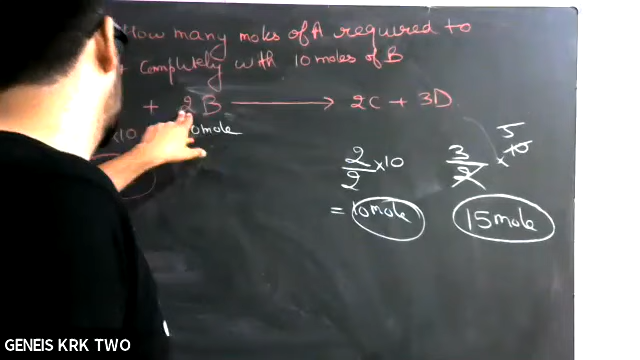 How many moles of A required to
completely with 10 moles of B
+ 2B ⟶ 2C + 3D
×10 10 mole
2/2 ×10 3/2 × 10 5
= 10 mole 15 mole
GENEIS KRK TWO